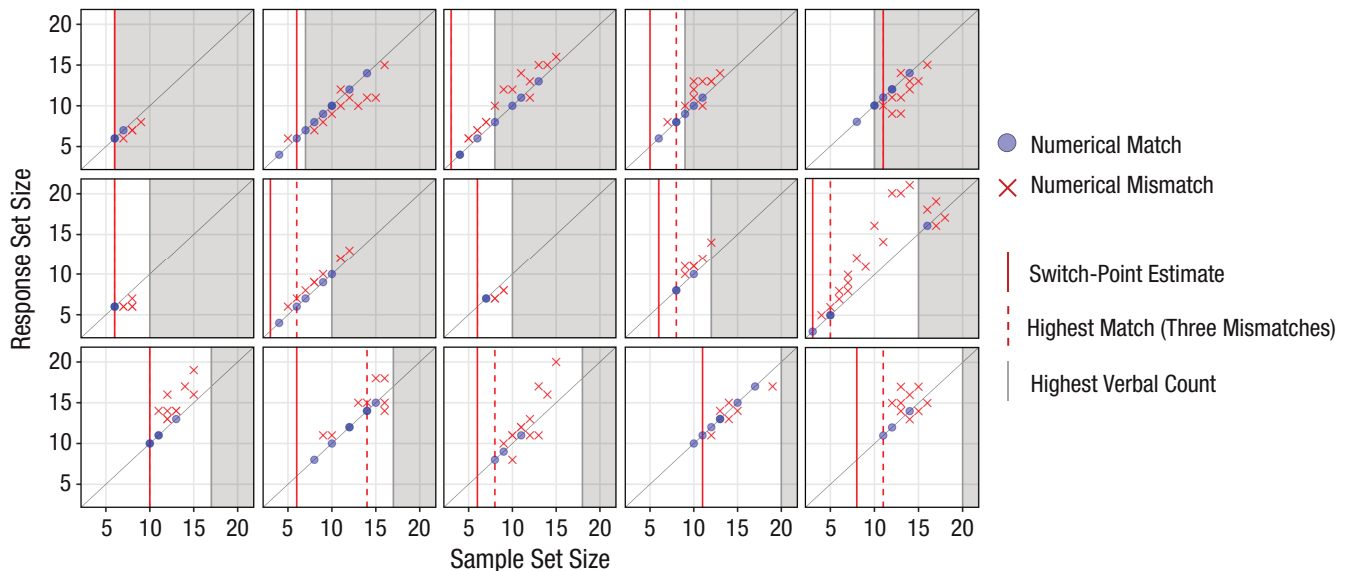 20
15
10
5
20
15
10
5
20
15
10
5
Response Set Size
5 10 15 20 5 10 15 20 5 10 15 20 5 10 15 20 5 10 15 20
Sample Set Size
Numerical Match
Numerical Mismatch
Switch-Point Estimate
Highest Match (Three Mismatches)
Highest Verbal Count